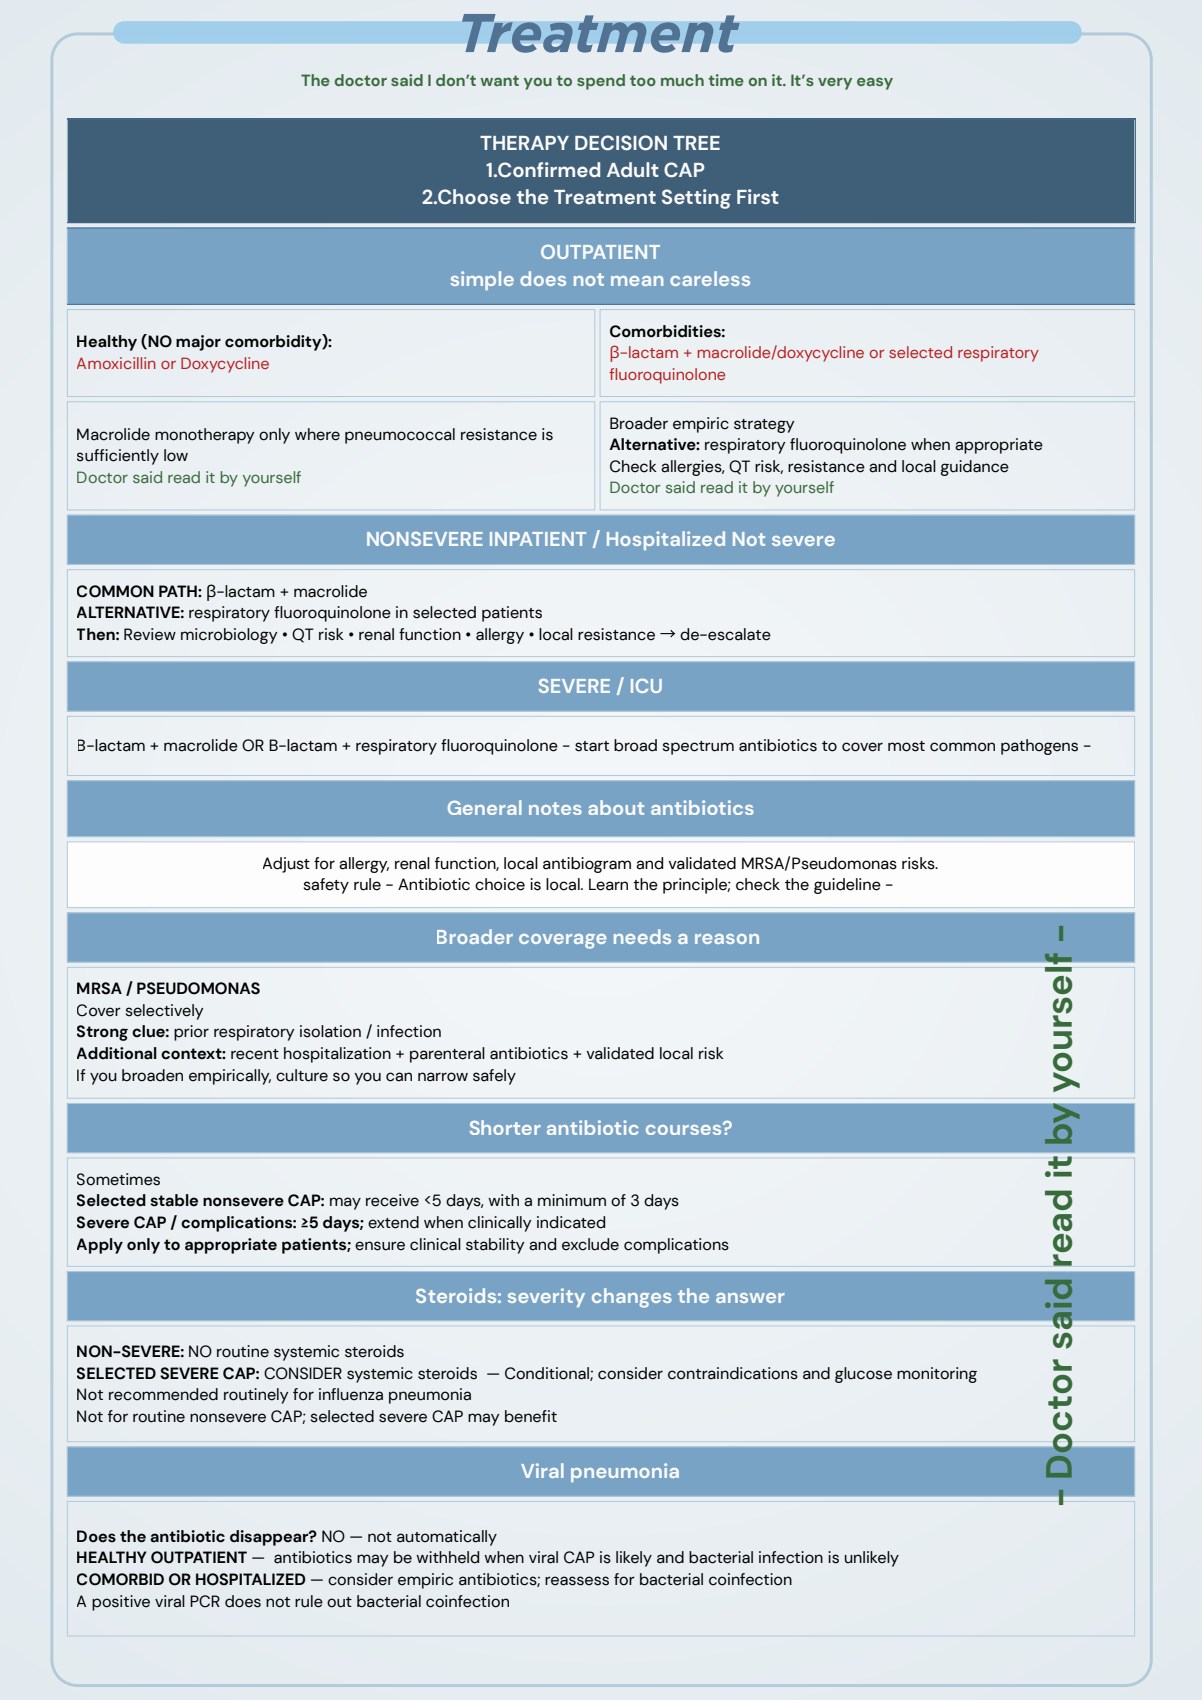 Treatment
The doctor said I don't want you to spend too much time on it. It's very easy
THERAPY DECISION TREE
1.Confirmed Adult CAP
2.Choose the Treatment Setting First
OUTPATIENT
simple does not mean careless
Healthy (NO major comorbidity):
Amoxicillin or Doxycycline
Comorbidities:
β-lactam + macrolide/doxycycline or selected respiratory
fluoroquinolone
Macrolide monotherapy only where pneumococcal resistance is
sufficiently low
Doctor said read it by yourself
Broader empiric strategy
Alternative: respiratory fluoroquinolone when appropriate
Check allergies, QT risk, resistance and local guidance
Doctor said read it by yourself
NONSEVERE INPATIENT / Hospitalized Not severe
COMMON PATH: β-lactam + macrolide
ALTERNATIVE: respiratory fluoroquinolone in selected patients
Then: Review microbiology • QT risk • renal function • allergy • local resistance → de-escalate
SEVERE / ICU
B-lactam + macrolide OR B-lactam + respiratory fluoroquinolone - start broad spectrum antibiotics to cover most common pathogens -
General notes about antibiotics
Adjust for allergy, renal function, local antibiogram and validated MRSA/Pseudomonas risks.
safety rule - Antibiotic choice is local. Learn the principle; check the guideline -
Broader coverage needs a reason
MRSA / PSEUDOMONAS
Cover selectively
Strong clue: prior respiratory isolation / infection
Additional context: recent hospitalization + parenteral antibiotics + validated local risk
If you broaden empirically, culture so you can narrow safely
Shorter antibiotic courses?
Sometimes
Selected stable nonsevere CAP: may receive <5 days, with a minimum of 3 days
Severe CAP / complications: ≥5 days; extend when clinically indicated
Apply only to appropriate patients; ensure clinical stability and exclude complications
Steroids: severity changes the answer
NON-SEVERE: NO routine systemic steroids
SELECTED SEVERE CAP: CONSIDER systemic steroids — Conditional; consider contraindications and glucose monitoring
Not recommended routinely for influenza pneumonia
Not for routine nonsevere CAP; selected severe CAP may benefit
Viral pneumonia
Does the antibiotic disappear? NO — not automatically
HEALTHY OUTPATIENT — antibiotics may be withheld when viral CAP is likely and bacterial infection is unlikely
COMORBID OR HOSPITALIZED — consider empiric antibiotics; reassess for bacterial coinfection
A positive viral PCR does not rule out bacterial coinfection
- Doctor said read it by yourself -